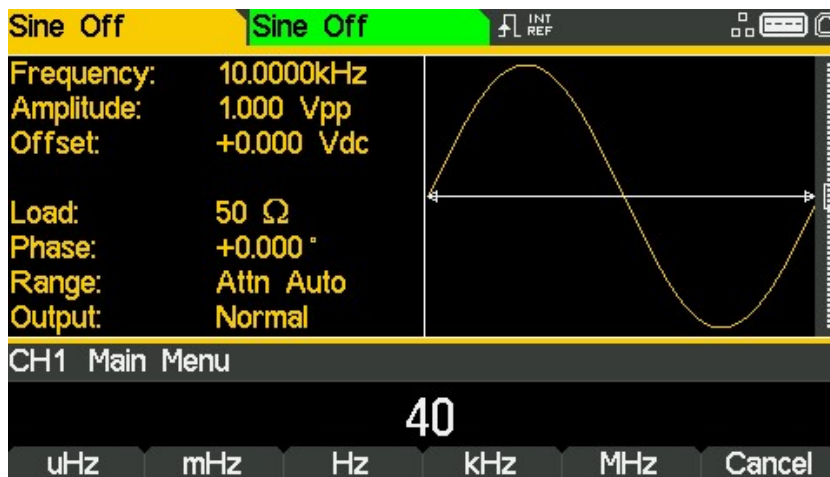 Sine Off Sine Off INT
REF
Frequency: 10.0000kHz
Amplitude: 1.000 Vpp
Offset: +0.000 Vdc
Load: 50 Ω
Phase: +0.000 °
Range: Attn Auto
Output: Normal
CH1 Main Menu
40
uHz mHz Hz kHz MHz Cancel